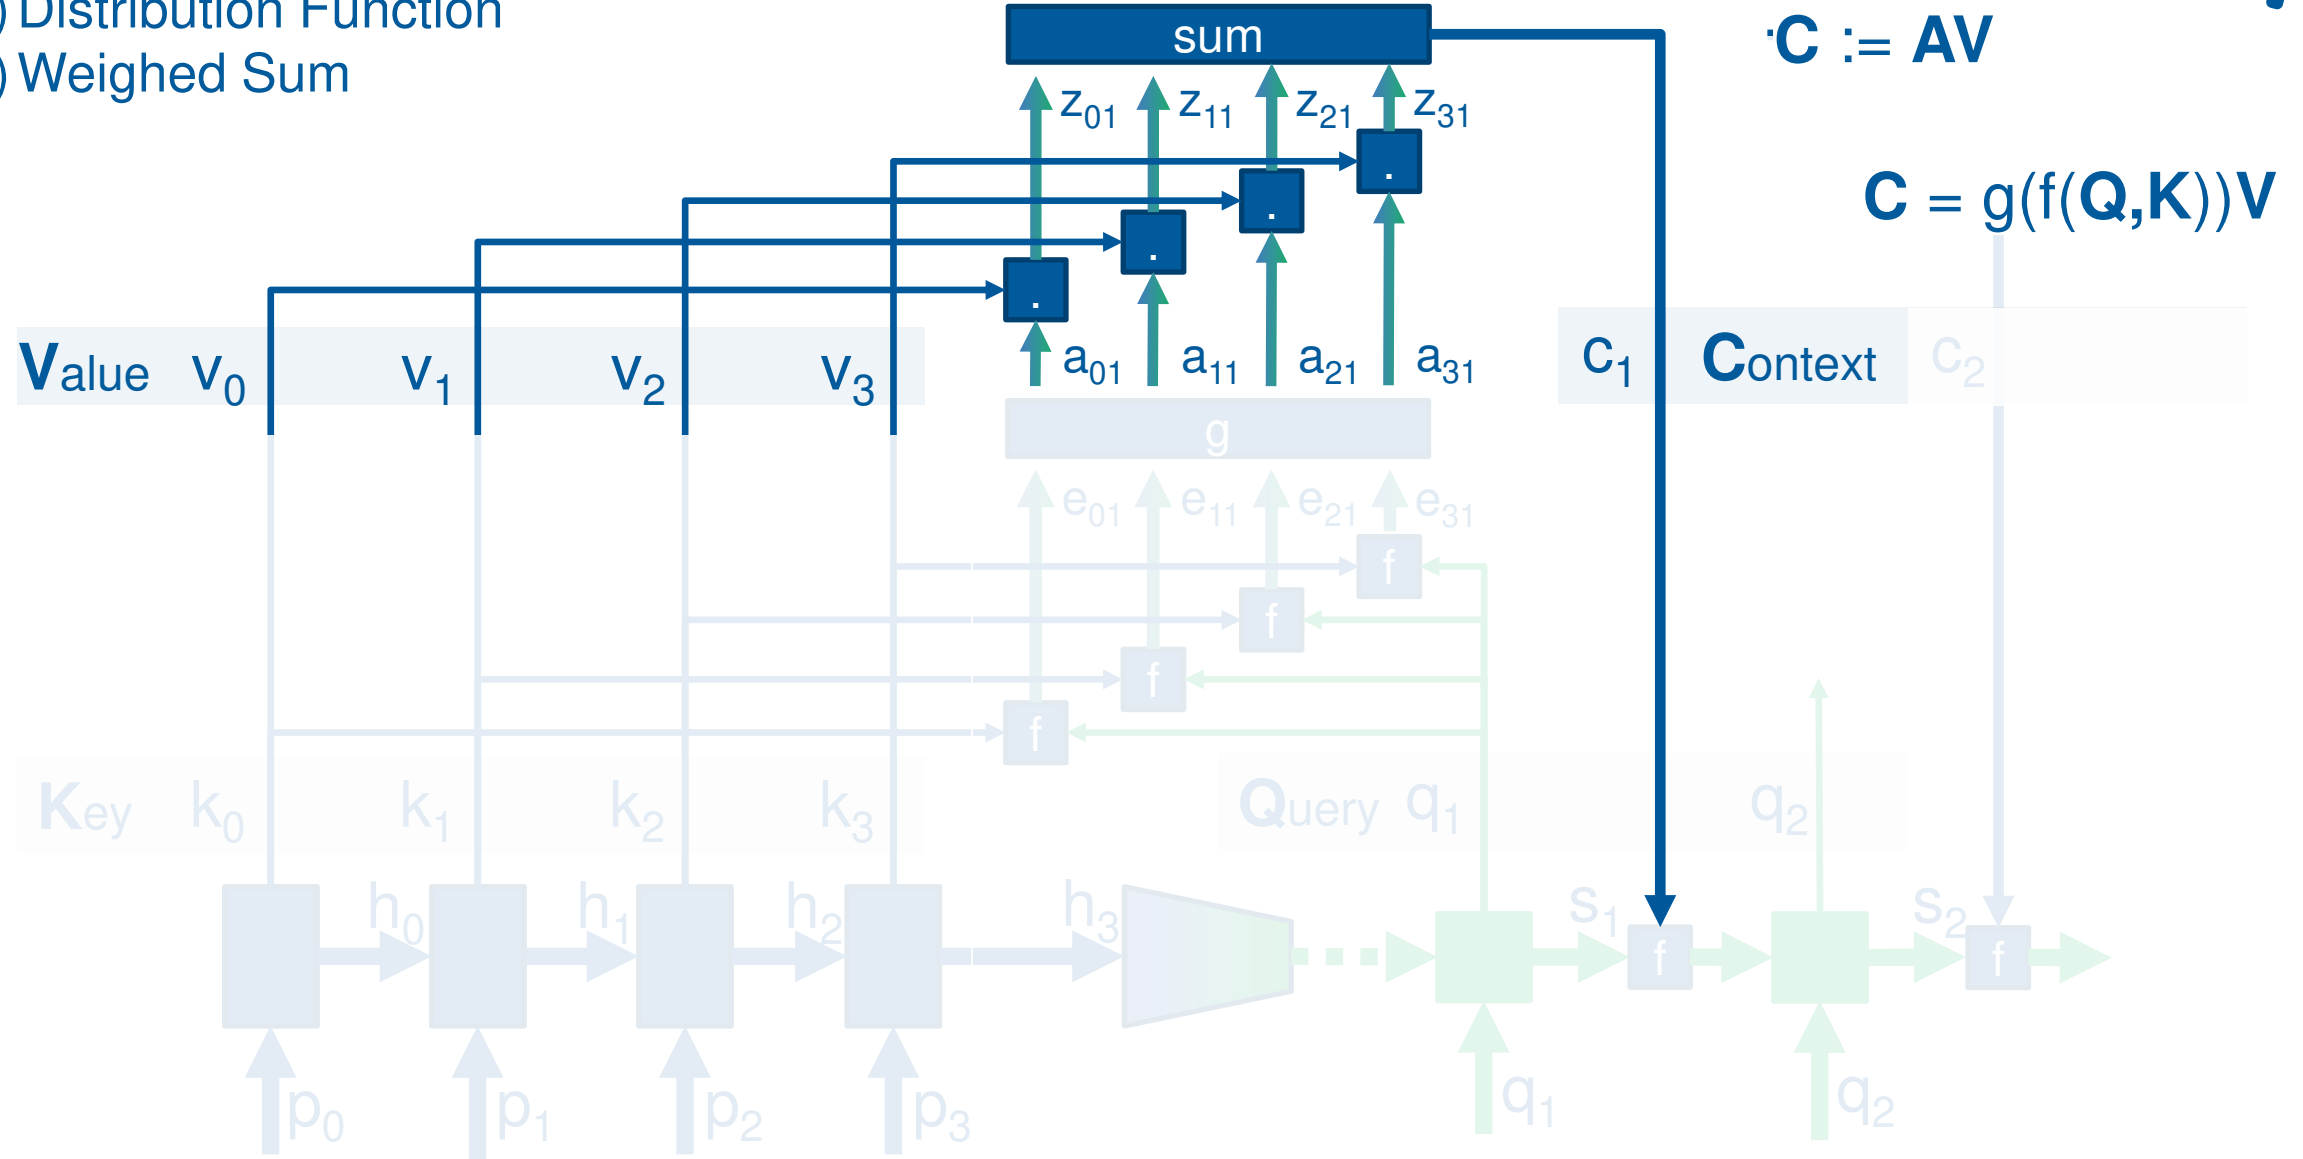 ) Distribution Function
) Weighed Sum
sum
C := AV
z01 z11 z21 z31
C = g(f(Q,K))V
. . . .
Value v0 v1 v2 v3
a01 a11 a21 a31
c1 Context c2
g
e01 e11 e21 e31
f
f
f
f
Key k0 k1 k2 k3 Query q1 q2
h0 h1 h2 h3 s1 s2
f f
p0 p1 p2 p3 q1 q2